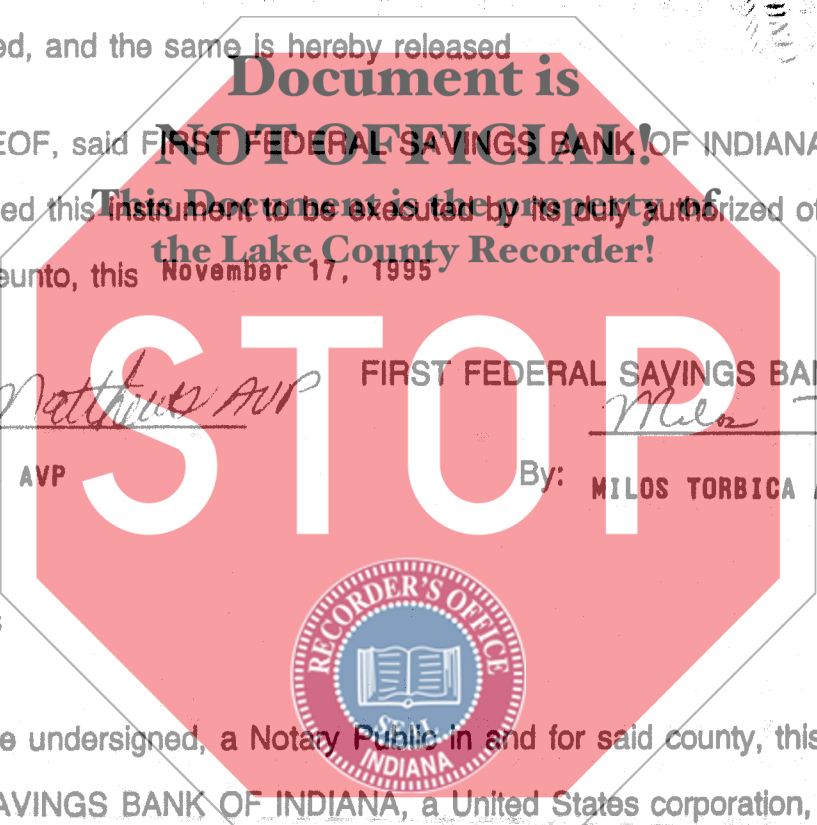 ed, and the same is hereby released
Document is
NOT OFFICIAL!
EOF, said FIRST FEDERAL SAVINGS BANK OF INDIANA
This Document is the property of
ed this instrument to be executed by its duly authorized of
the Lake County Recorder!
eunto, this November 17, 1995
STOP
FIRST FEDERAL SAVINGS BAN
Matthews AVP
Milos
AVP
By: MILOS TORBICA
RECORDER'S OFFICE
SEAL
INDIANA
e undersigned, a Notary Public in and for said county, this
AVINGS BANK OF INDIANA, a United States corporation,